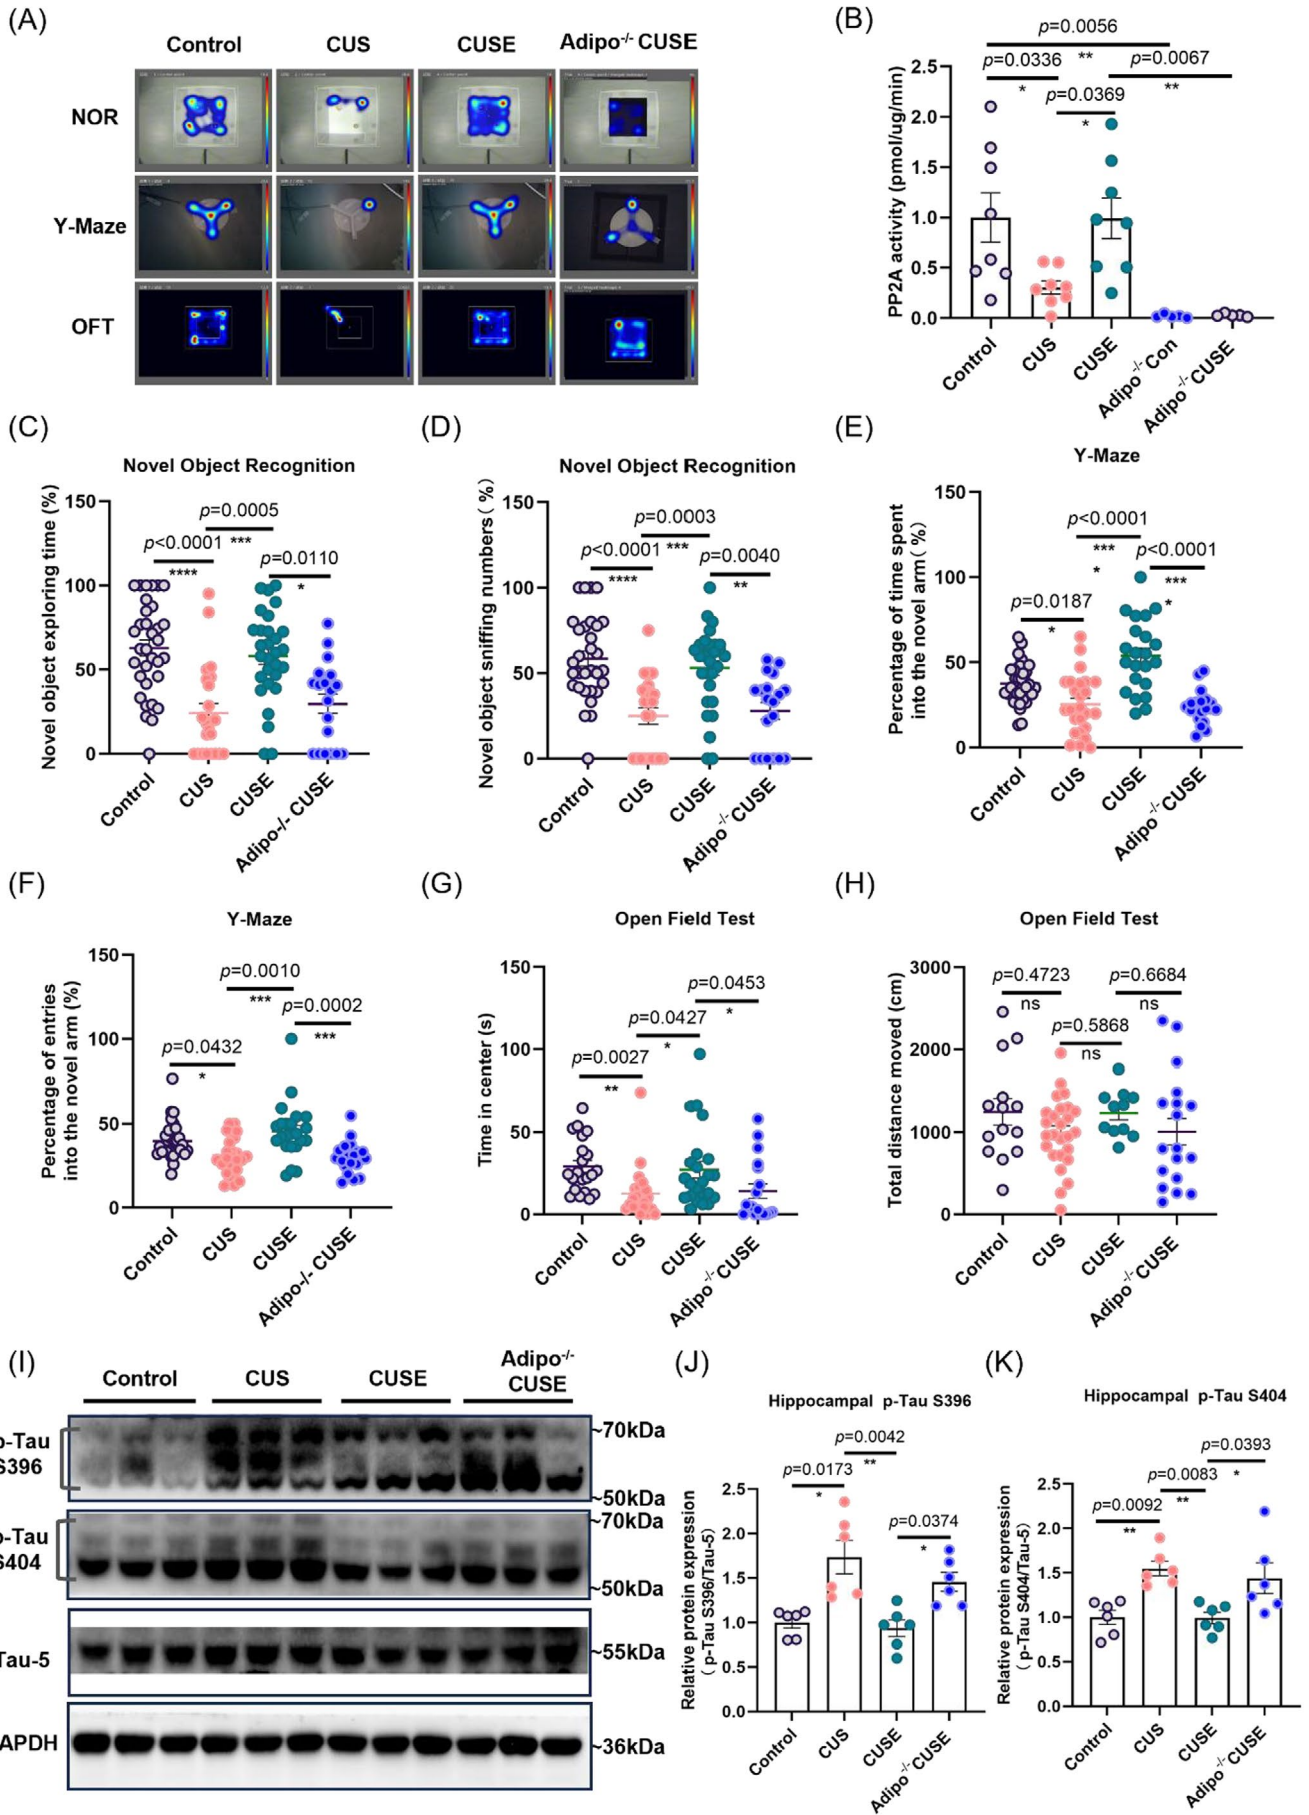 (A)
Control CUS CUSE Adipo-/- CUSE
NOR
Y-Maze
OFT
(B)
p=0.0056
p=0.0336 ** p=0.0067
* p=0.0369 **
*
PP2A activity (pmol/ug/min)
2.5
2.0
1.5
1.0
0.5
0.0
Control CUS CUSE Adipo-/-Con Adipo-/-CUSE
(C)
Novel Object Recognition
Novel object exploring time (%)
p=0.0005
p<0.0001 *** p=0.0110
**** *
150
100
50
0
Control CUS CUSE Adipo-/- CUSE
(D)
Novel Object Recognition
Novel object sniffing numbers（%）
p=0.0003
p<0.0001 *** p=0.0040
**** **
150
100
50
0
Control CUS CUSE Adipo-/-CUSE
(E)
Y-Maze
Percentage of time spent
into the novel arm（%）
p<0.0001
*** p<0.0001
* ***
p=0.0187 *
*
150
100
50
0
Control CUS CUSE Adipo-/-CUSE
(F)
Y-Maze
Percentage of entries
into the novel arm (%)
p=0.0010
*** p=0.0002
p=0.0432 ***
*
150
100
50
0
Control CUS CUSE Adipo-/- CUSE
(G)
Open Field Test
Time in center (s)
p=0.0453
p=0.0427 *
p=0.0027 *
**
150
100
50
0
Control CUS CUSE Adipo-/-CUSE
(H)
Open Field Test
Total distance moved (cm)
p=0.4723 p=0.6684
ns ns
p=0.5868
ns
3000
2000
1000
0
Control CUS CUSE Adipo-/-CUSE
(I)
Control CUS CUSE Adipo-/-
CUSE
p-Tau
S396
~70kDa
~50kDa
p-Tau
S404
~70kDa
~50kDa
Tau-5
~55kDa
APDH
~36kDa
(J)
Hippocampal p-Tau S396
Relative protein expression
（p-Tau S396/Tau-5）
p=0.0042
p=0.0173 **
* p=0.0374
*
2.5
2.0
1.5
1.0
0.5
0.0
Control CUS CUSE Adipo-/-CUSE
(K)
Hippocampal p-Tau S404
Relative protein expression
（p-Tau S404/Tau-5）
p=0.0393
p=0.0083 *
p=0.0092 **
**
2.5
2.0
1.5
1.0
0.5
0.0
Control CUS CUSE Adipo-/-CUSE